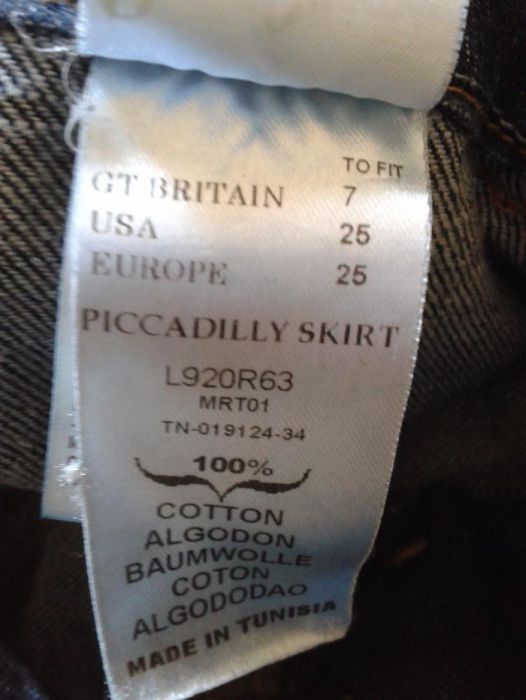 TO FIT
GT BRITAIN 7
USA 25
EUROPE 25
PICCADILLY SKIRT
L920R63
MRT01
TN-019124-34
100%
COTTON
ALGODON
BAUMWOLLE
COTON
ALGODODAO
MADE IN TUNISIA